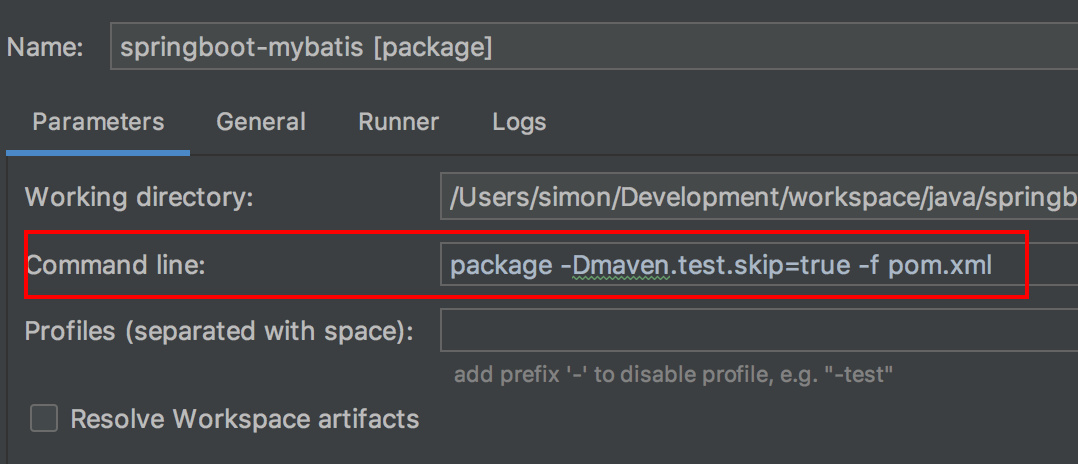 Name: springboot-mybatis [package]
Parameters General Runner Logs
Working directory: /Users/simon/Development/workspace/java/springb
Command line: package -Dmaven.test.skip=true -f pom.xml
Profiles (separated with space):
add prefix '-' to disable profile, e.g. "-test"
Resolve Workspace artifacts